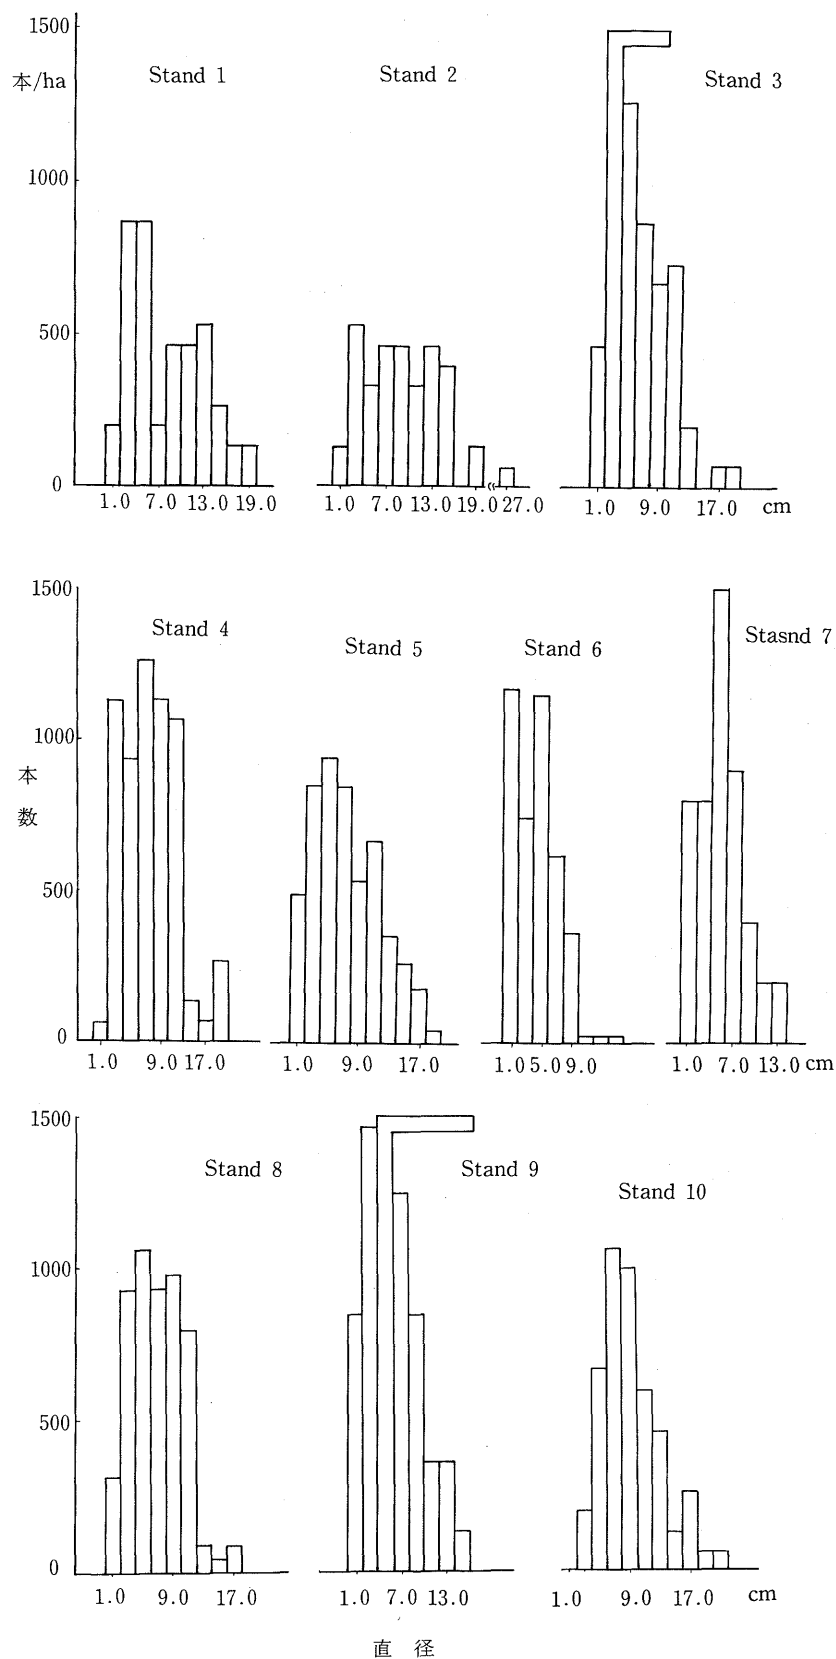 1500
本/ha
Stand 1
Stand 2
Stand 3
1000
500
0
1.0 7.0 13.0 19.0
1.0 7.0 13.0 19.0 27.0
1.0 9.0 17.0 cm
1500
Stand 4
Stand 5
Stand 6
Stasnd 7
1000
本
数
500
0
1.0 9.0 17.0
1.0 9.0 17.0
1.0 5.0 9.0
1.0 7.0 13.0 cm
1500
Stand 8
Stand 9
Stand 10
1000
500
0
1.0 9.0 17.0
1.0 7.0 13.0
1.0 9.0 17.0 cm
直 径